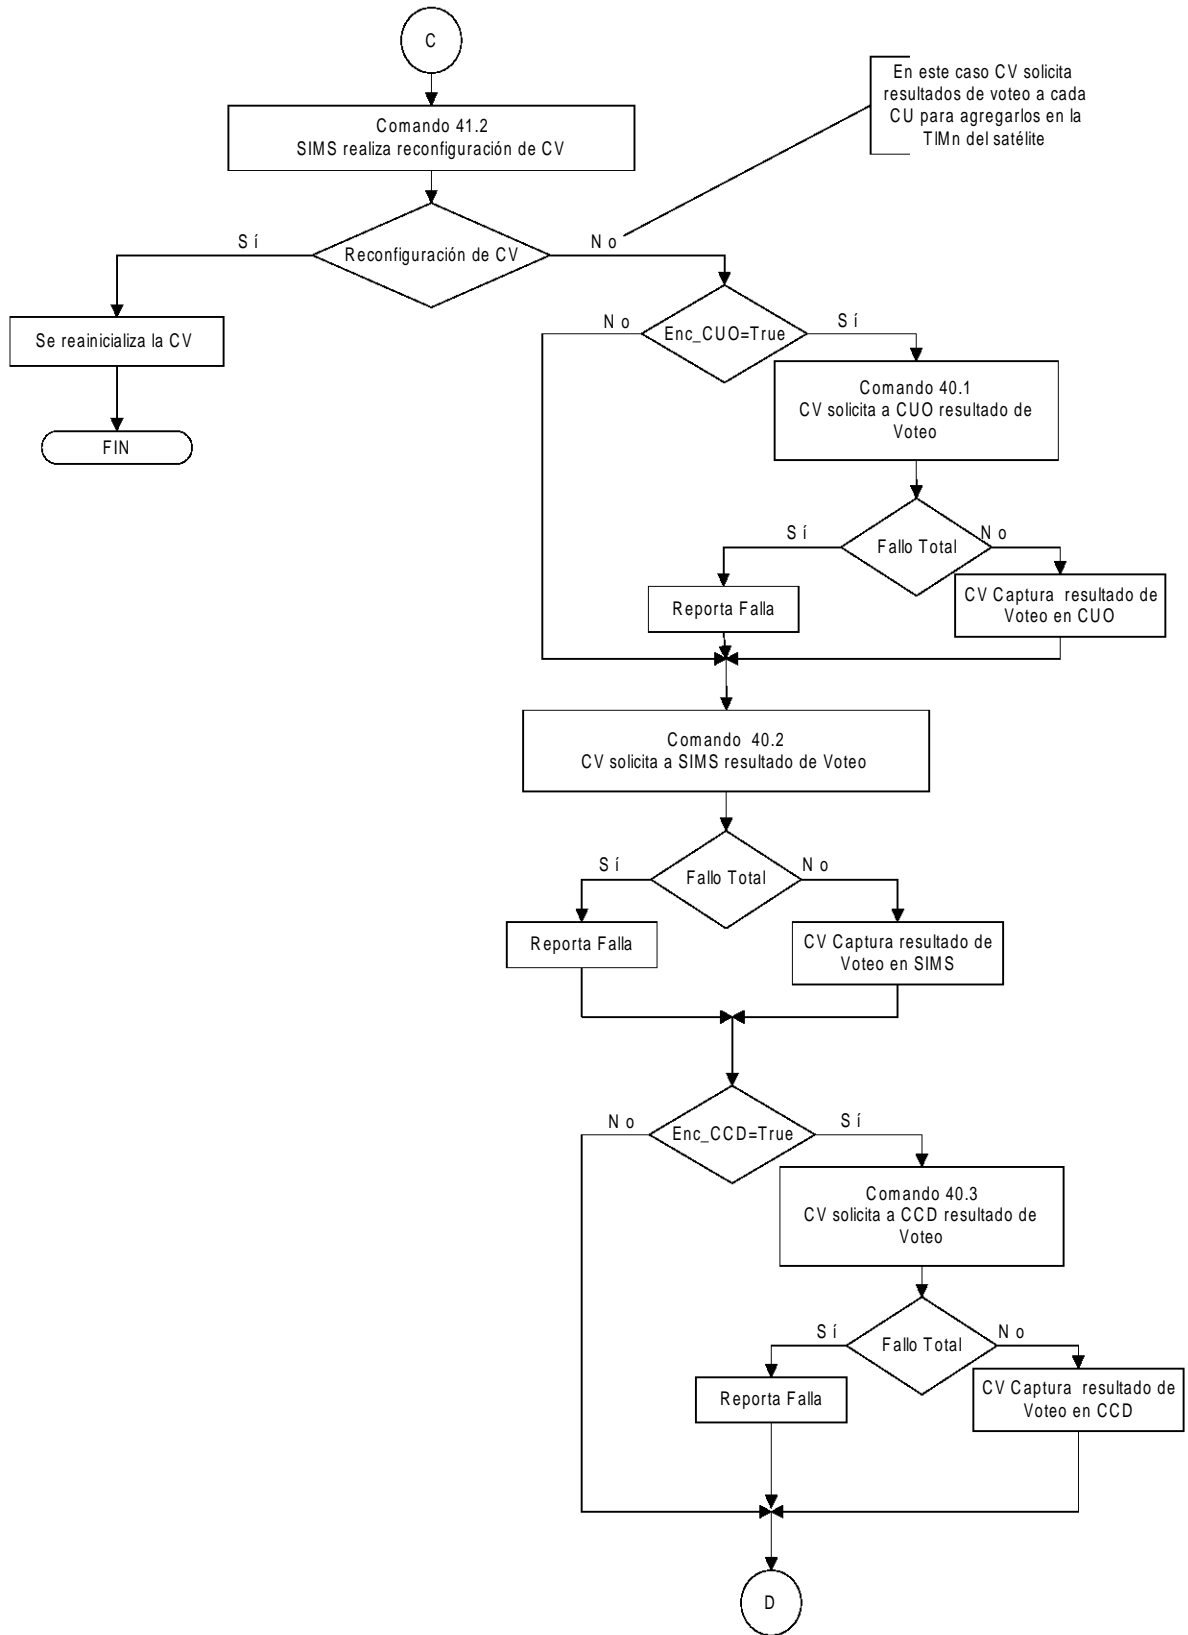 C
En este caso CV solicita
resultados de voteo a cada
CU para agregarlos en la
TlMn del satélite
Comando 41.2
SIMS realiza reconfiguración de CV
Reconfiguración de CV
Sí
No
Se reainicializa la CV
FIN
Enc_CUO=True
No
Sí
Comando 40.1
CV solicita a CUO resultado de
Voteo
Fallo Total
Sí
No
Reporta Falla
CV Captura resultado de
Voteo en CUO
Comando 40.2
CV solicita a SIMS resultado de Voteo
Fallo Total
Sí
No
Reporta Falla
CV Captura resultado de
Voteo en SIMS
Enc_CCD=True
No
Sí
Comando 40.3
CV solicita a CCD resultado de
Voteo
Fallo Total
Sí
No
Reporta Falla
CV Captura resultado de
Voteo en CCD
D